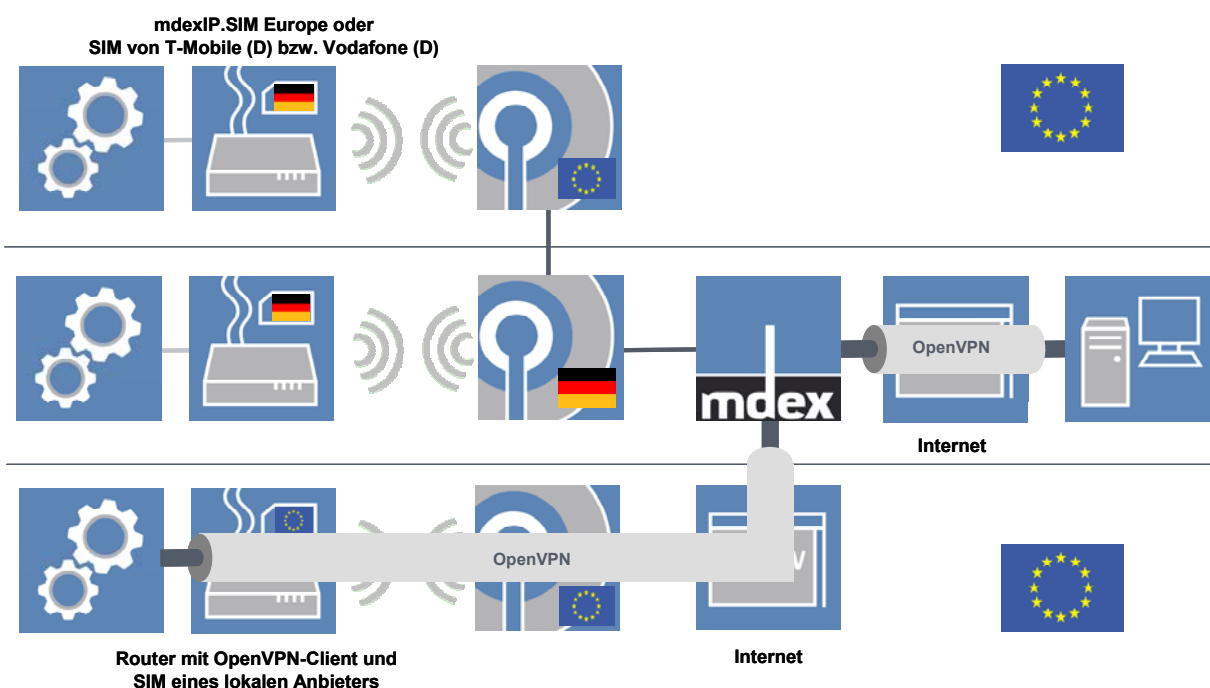 mdexIP.SIM Europe oder
SIM von T-Mobile (D) bzw. Vodafone (D)
OpenVPN
mdex
Internet
OpenVPN
Internet
Router mit OpenVPN-Client und
SIM eines lokalen Anbieters